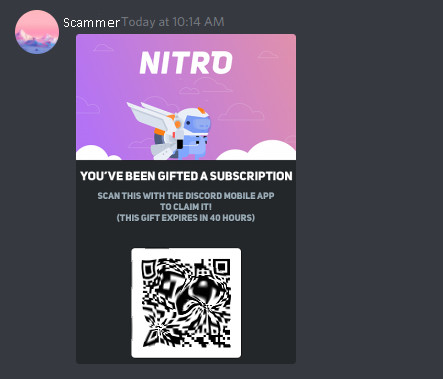 Scammer Today at 10:14 AM
NITRO
YOU'VE BEEN GIFTED A SUBSCRIPTION
SCAN THIS WITH THE DISCORD MOBILE APP
TO CLAIM IT!
(THIS GIFT EXPIRES IN 40 HOURS)